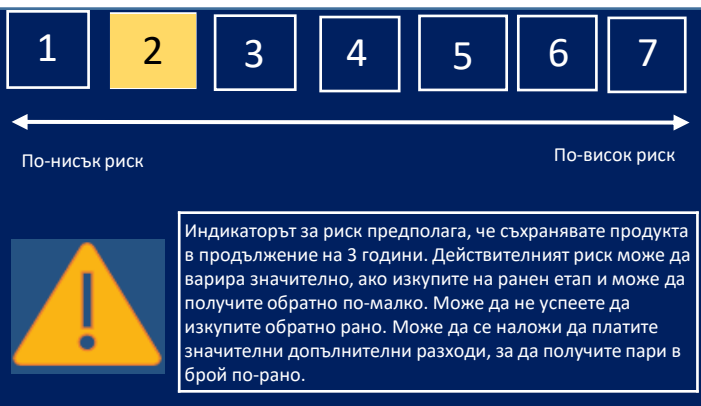 1 2 3 4 5 6 7
По-нисък риск По-висок риск
Индикаторът за риск предполага, че съхранявате продукта
в продължение на 3 години. Действителният риск може да
варира значително, ако изкупите на ранен етап и може да
получите обратно по-малко. Може да не успеете да
изкупите обратно рано. Може да се наложи да платите
значителни допълнителни разходи, за да получите пари в
брой по-рано.